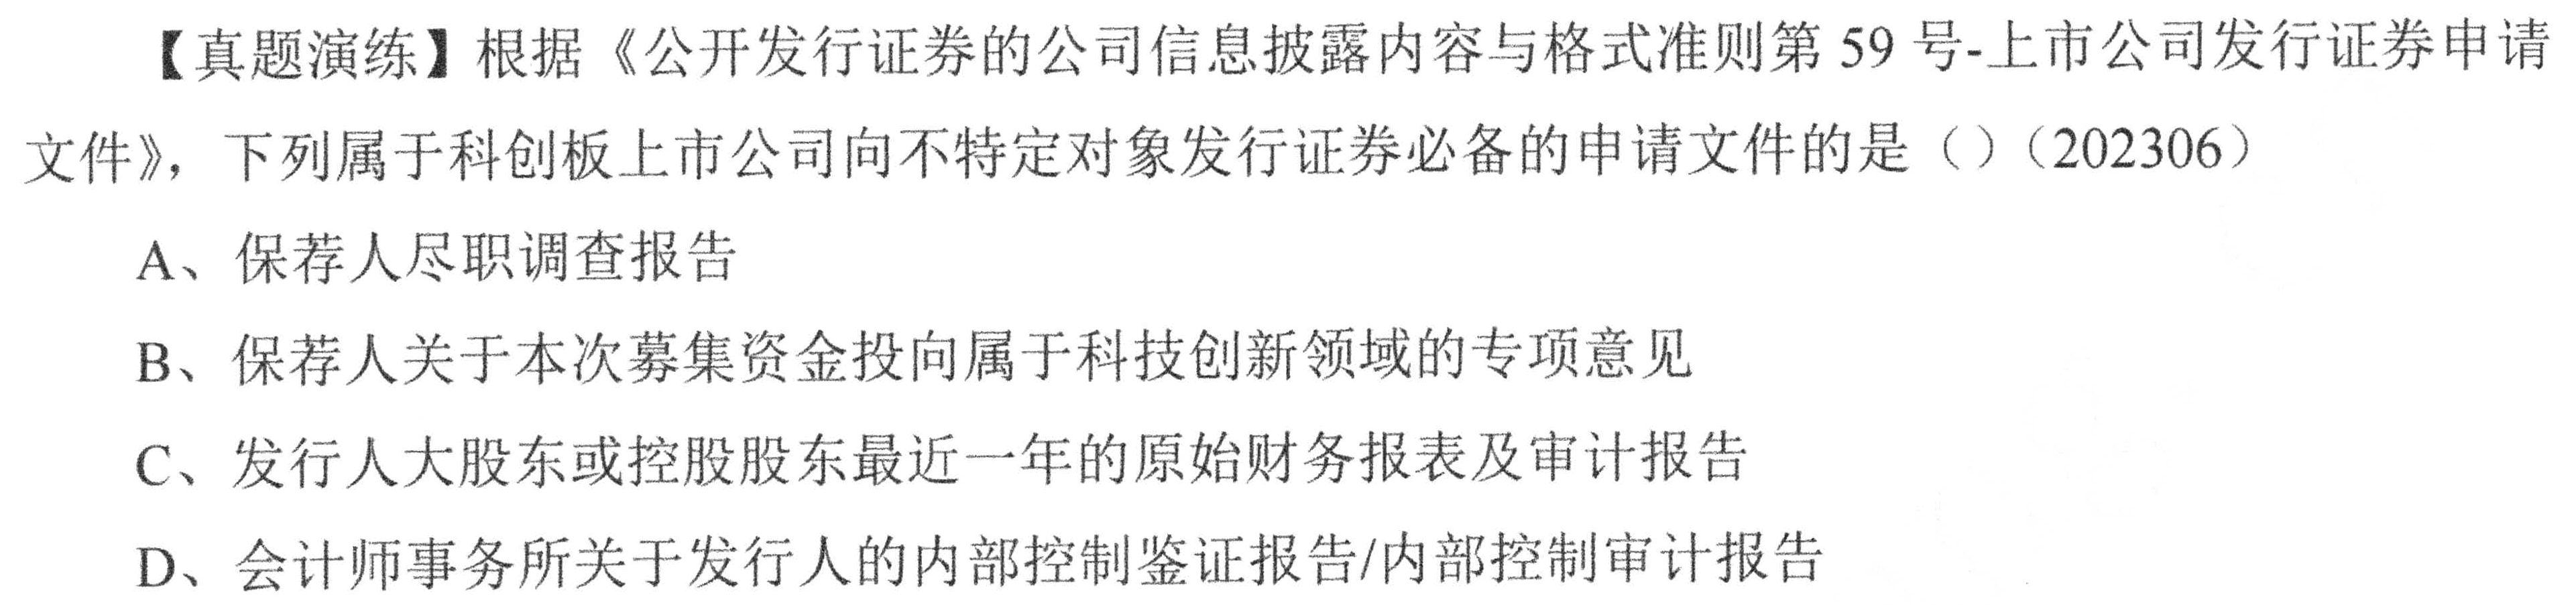 【真题演练】根据《公开发行证券的公司信息披露内容与格式准则第 59 号-上市公司发行证券申请
文件》，下列属于科创板上市公司向不特定对象发行证券必备的申请文件的是（）（202306）
A、保荐人尽职调查报告
B、保荐人关于本次募集资金投向属于科技创新领域的专项意见
C、发行人大股东或控股股东最近一年的原始财务报表及审计报告
D、会计师事务所关于发行人的内部控制鉴证报告/内部控制审计报告